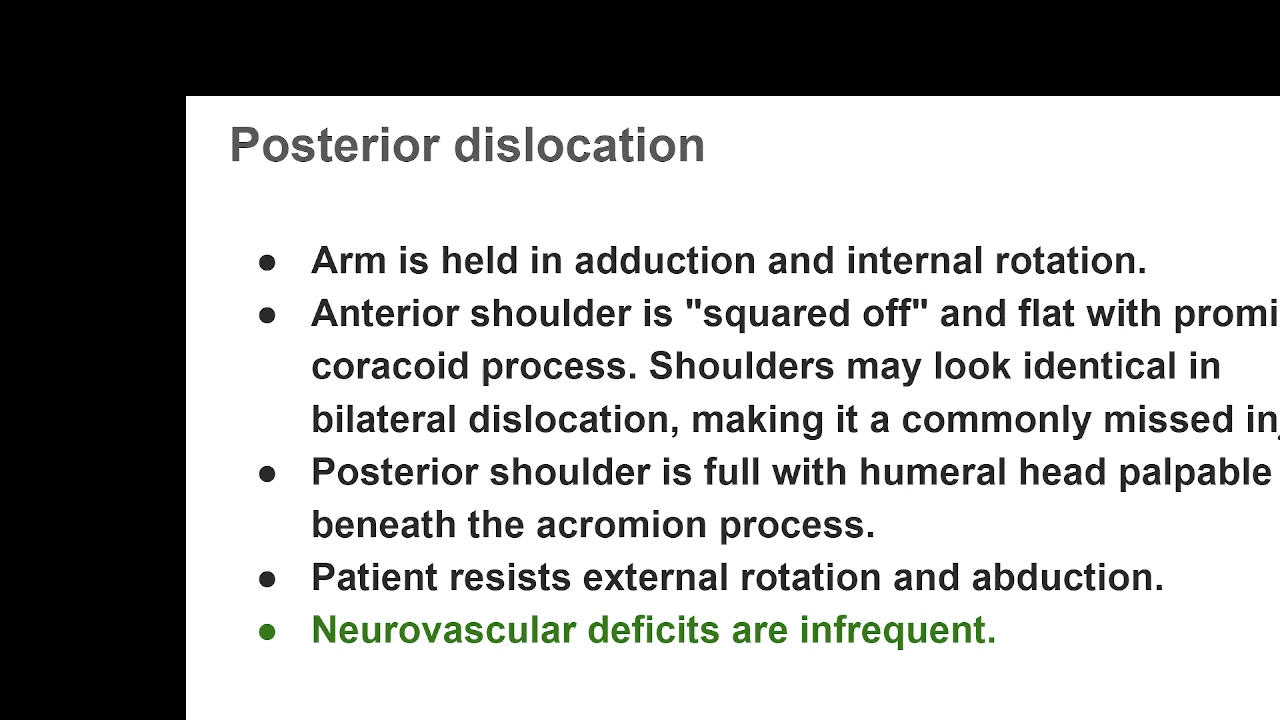 Posterior dislocation
● Arm is held in adduction and internal rotation.
● Anterior shoulder is "squared off" and flat with
coracoid process. Shoulders may look identical in
bilateral dislocation, making it a commonly missed
● Posterior shoulder is full with humeral head palpable
beneath the acromion process.
● Patient resists external rotation and abduction.
● Neurovascular deficits are infrequent.